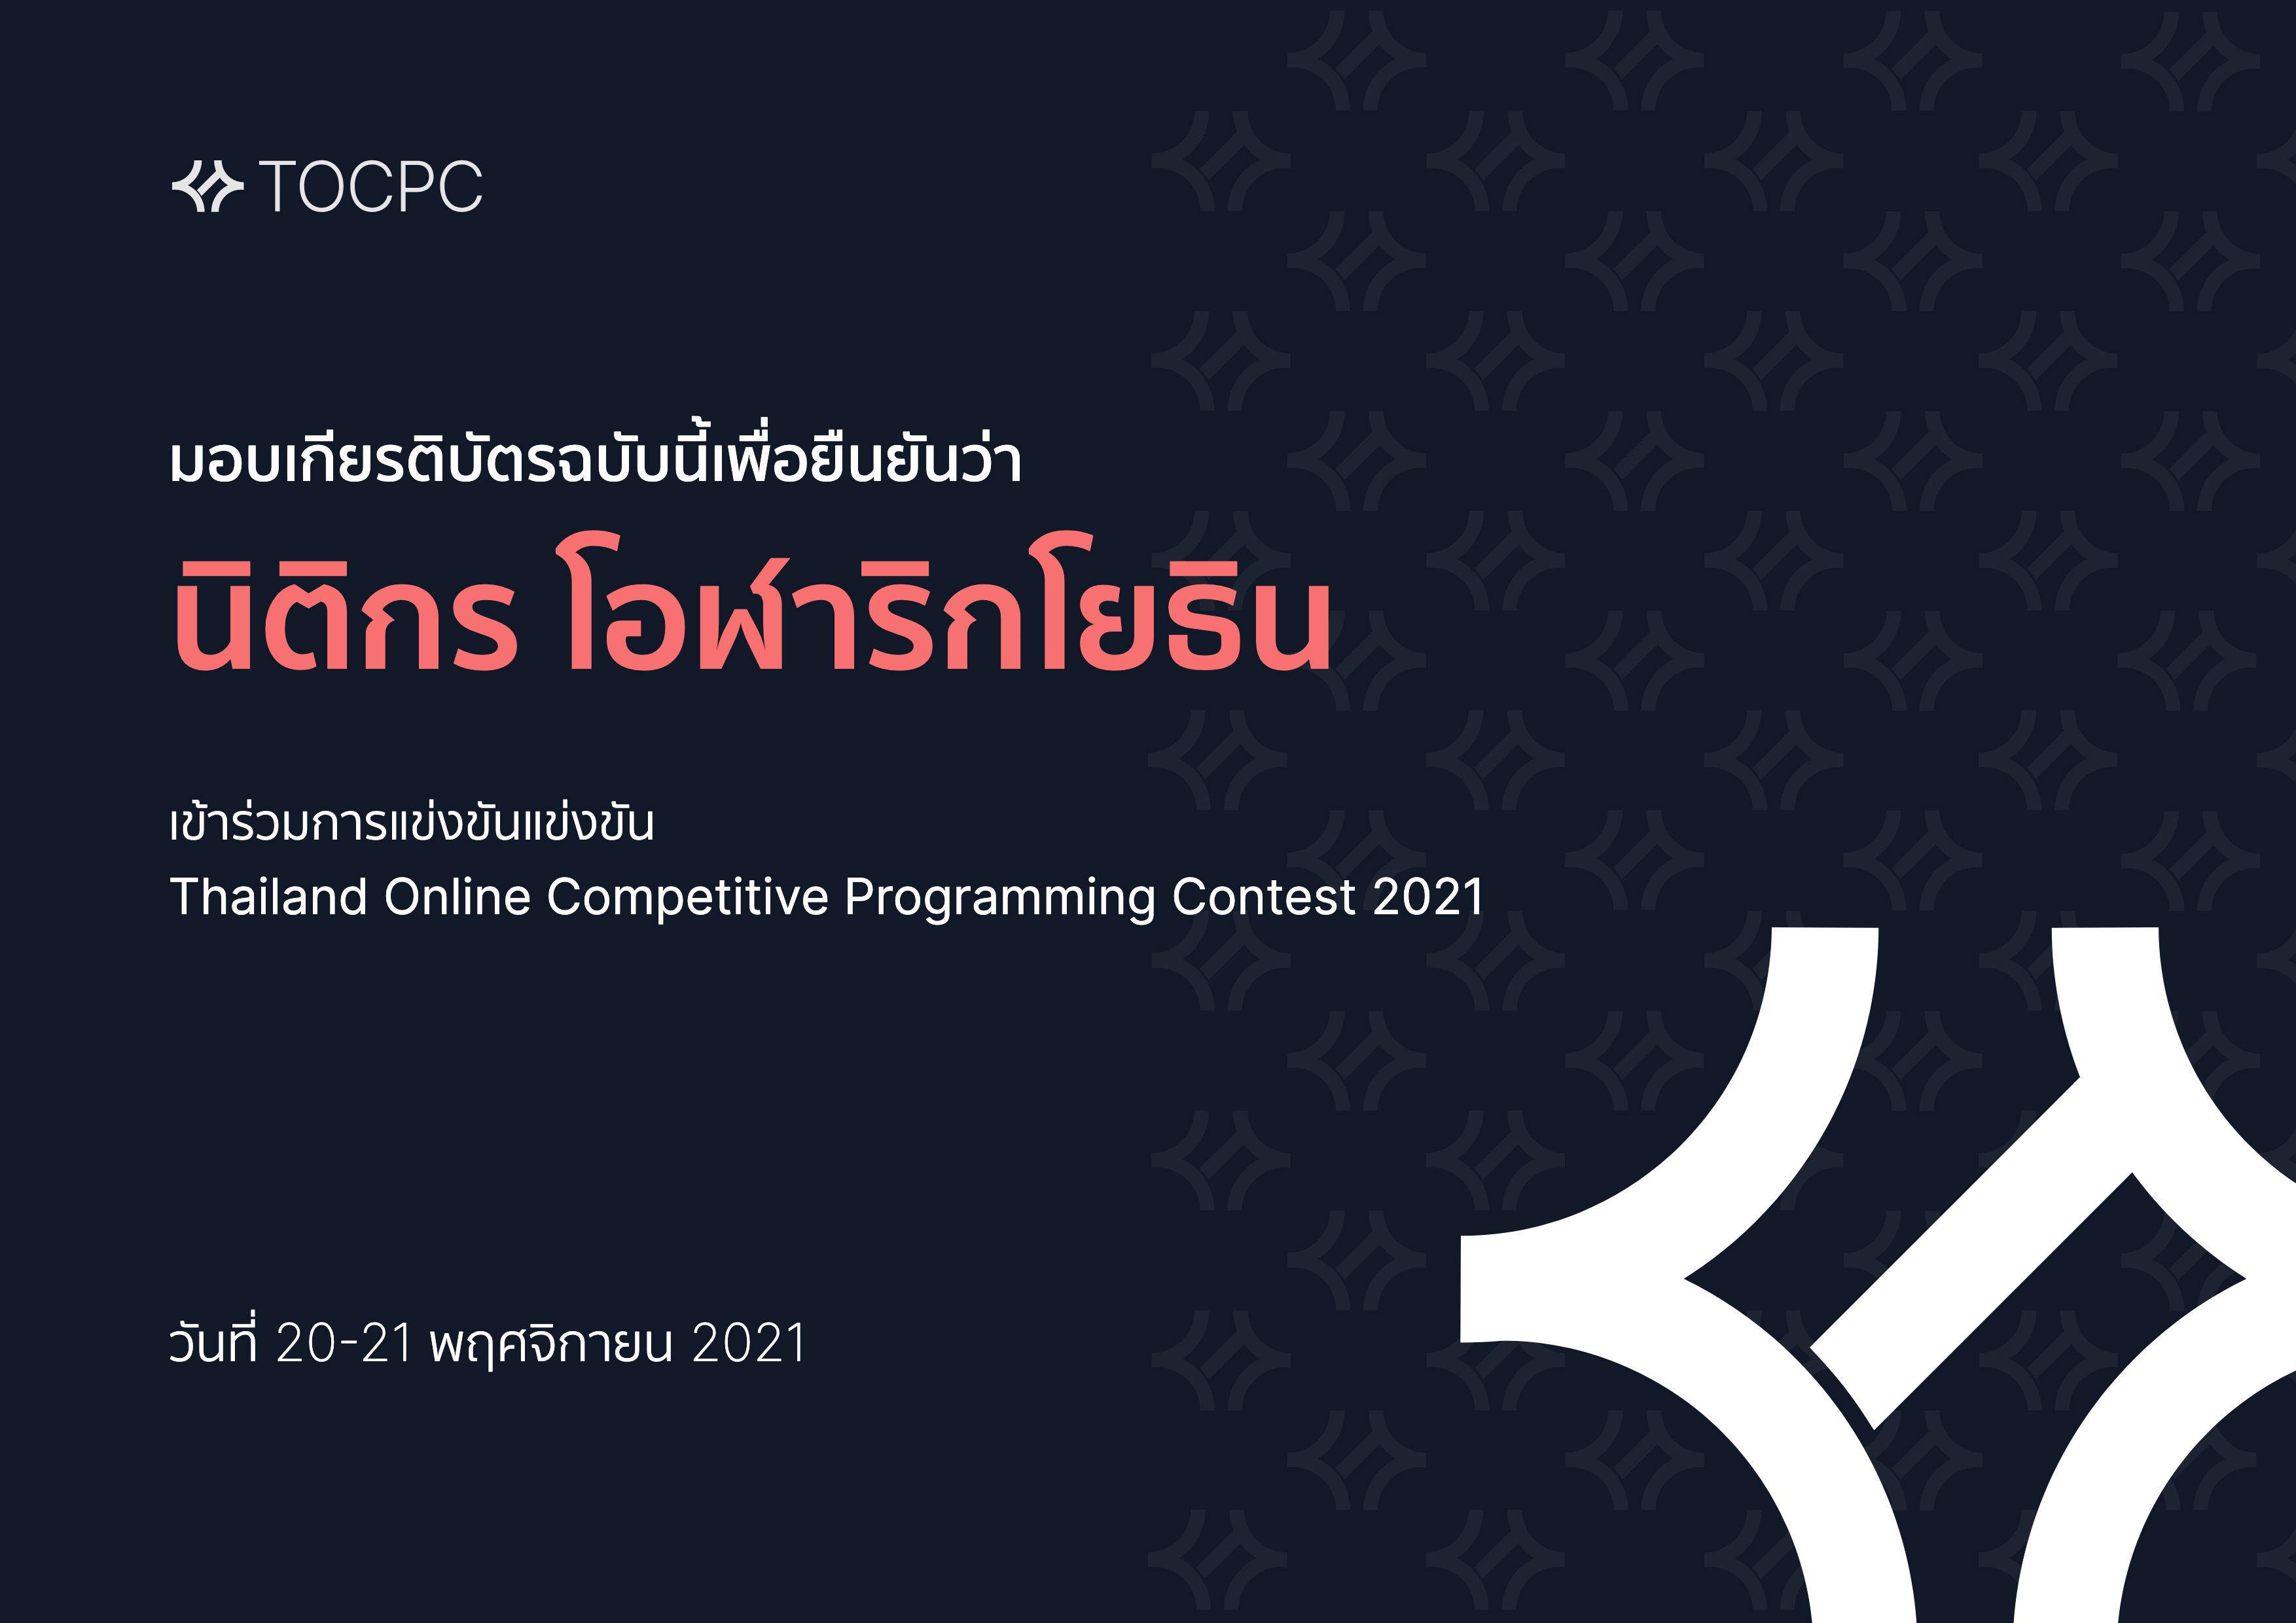 TOCPC
มอบเกียรติบัตรฉบับนี้เพื่อยืนยันว่า
นิติกร โอฬาริกโยธิน
เข้าร่วมการแข่งขันแข่งขัน
Thailand Online Competitive Programming Contest 2021
วันที่ 20-21 พฤศจิกายน 2021